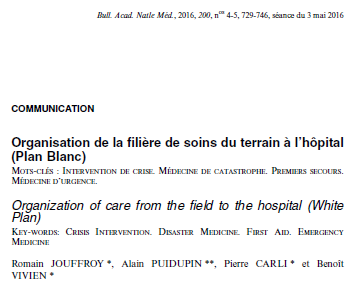 Bull. Acad. Natle Méd., 2016, 200, nos 4-5, 729-746, séance du 3 mai 2016
COMMUNICATION
Organisation de la filière de soins du terrain à l'hôpital
(Plan Blanc)
Mots-clés : Intervention de crise. Médecine de catastrophe. Premiers secours.
Médecine d'urgence.
Organization of care from the field to the hospital (White
Plan)
Key-words: Crisis Intervention. Disaster Medicine. First Aid. Emergency
Medicine
Romain JOUFFROY *, Alain PUIDUPIN **, Pierre CARLI * et Benoît
VIVIEN *